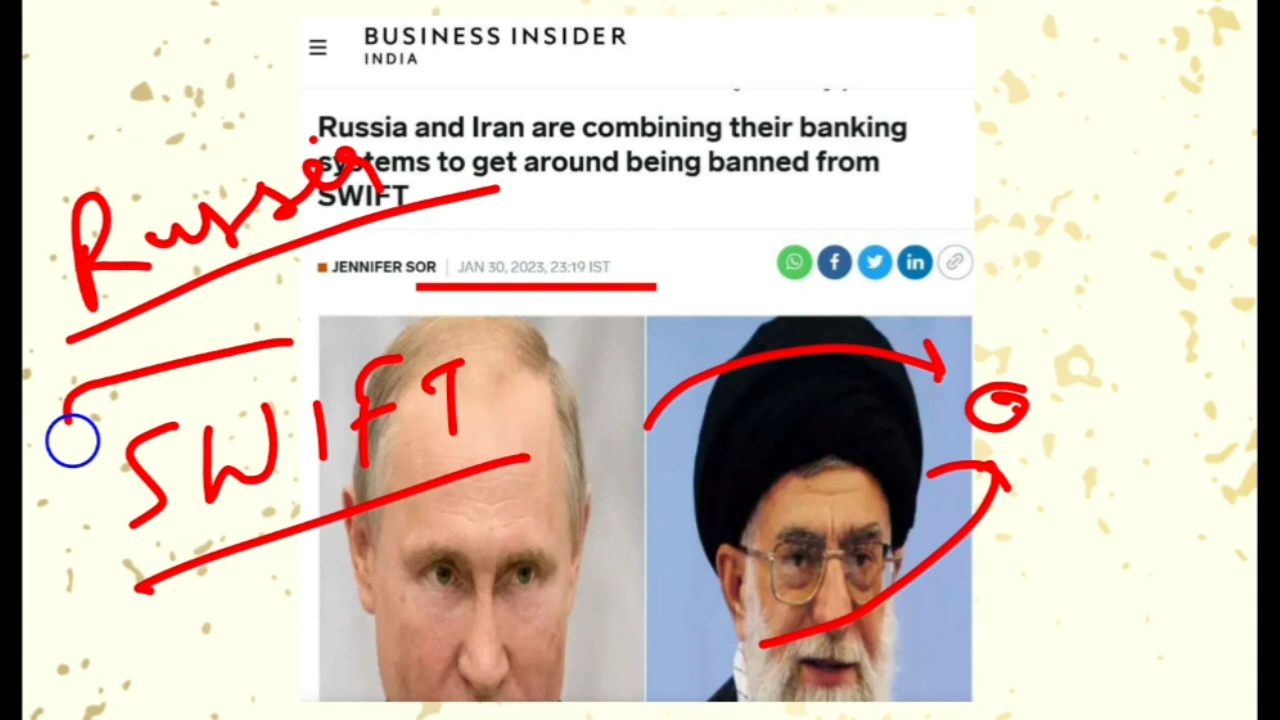 BUSINESS INSIDER
INDIA
Russia and Iran are combining their banking
systems to get around being banned from
SWIFT
JENNIFER SOR | JAN 30, 2023, 23:19 IST
Russia
SWIFT